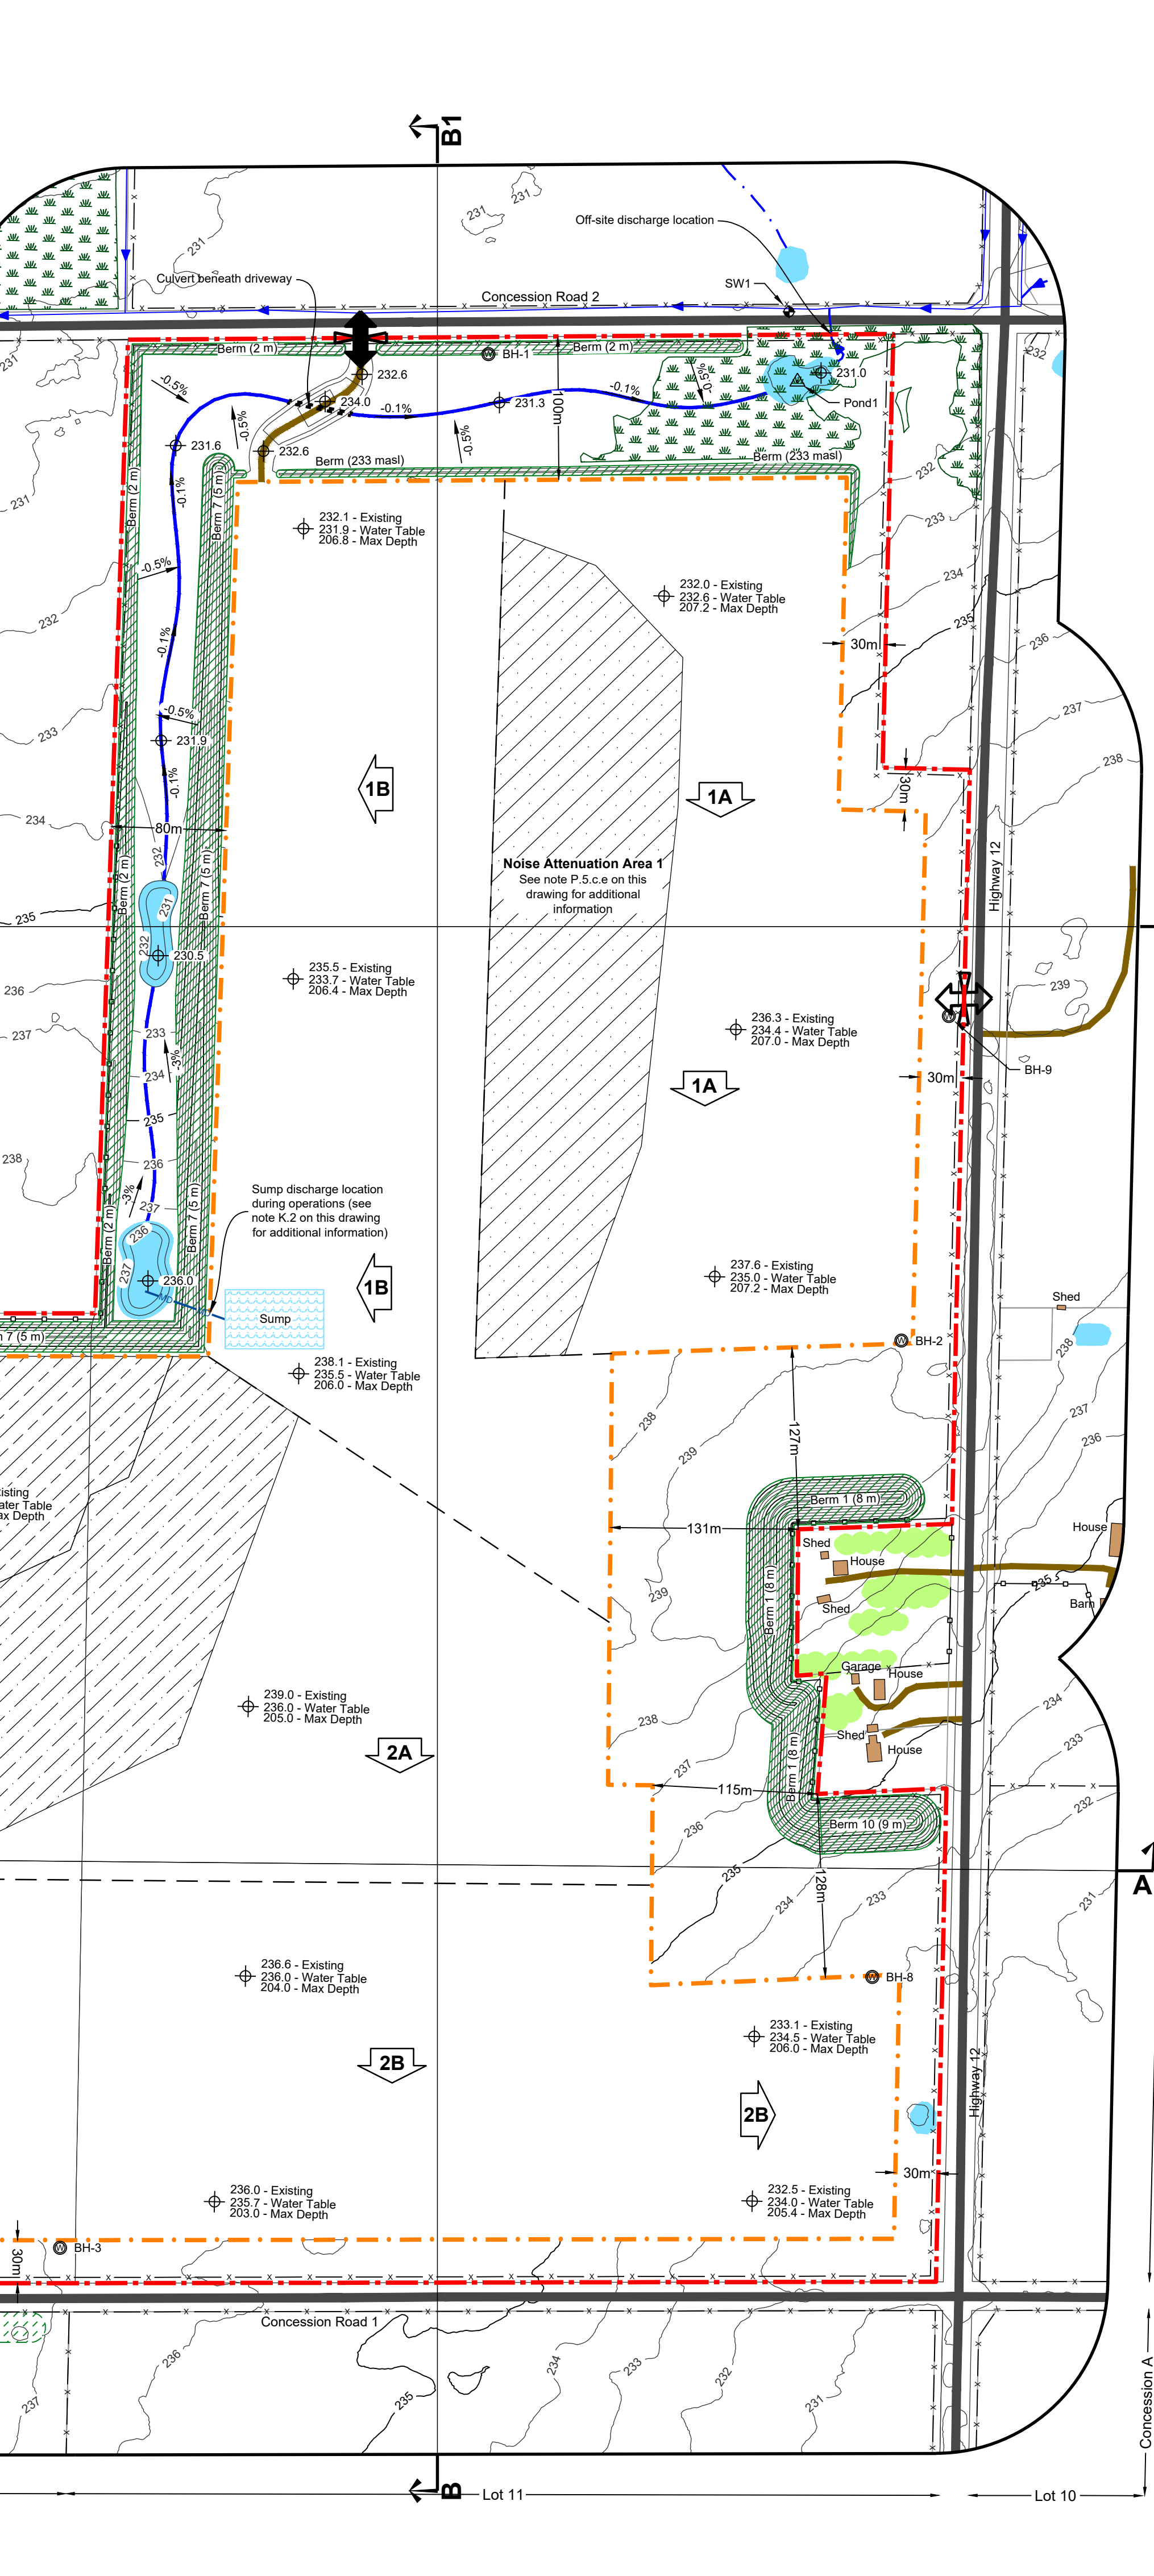 B1
231
231
231
Off-site discharge location
Culvert beneath driveway
SW1
Concession Road 2
231
232
Berm (2 m)
Berm (2 m)
BH-1
232.6
231.0
-0.5%
-0.5%
-0.1%
234.0
-0.1%
231.3
100m
Pond1
-0.5%
-0.5%
231.6
232.6
Berm (233 masl)
Berm (233 masl)
232
231
-0.1%
Berm (2 m)
Berm 7 (5 m)
232.1 - Existing
231.9 - Water Table
206.8 - Max Depth
233
-0.5%
234
232.0 - Existing
232.6 - Water Table
207.2 - Max Depth
232
235
236
-0.1%
30m
-0.5%
237
233
231.9
238
-0.1%
30m
1B
1A
234
80m
232
Highway 12
Noise Attenuation Area 1
See note P.5.c.e on this
drawing for additional
information
Berm (2 m)
Berm 7 (5 m)
231
235
232
230.5
235.5 - Existing
233.7 - Water Table
206.4 - Max Depth
236
239
236.3 - Existing
234.4 - Water Table
207.0 - Max Depth
237
233
-3%
234
BH-9
30m
1A
235
238
236
Sump discharge location
during operations (see
note K.2 on this drawing
for additional information)
-3%
237
Berm (2 m)
Berm 7 (5 m)
236
237
236.0
237.6 - Existing
235.0 - Water Table
207.2 - Max Depth
1B
Shed
Sump
7 (5 m)
BH-2
238
238.1 - Existing
235.5 - Water Table
206.0 - Max Depth
237
238
239
127m
236
Berm 1 (8 m)
131m
House
Shed
House
235
239
Berm 1 (8 m)
Shed
Barn
Garage
House
239.0 - Existing
236.0 - Water Table
205.0 - Max Depth
238
234
Shed
233
2A
House
237
Berm 1 (8 m)
115m
232
236
Berm 10 (9 m)
235
128m
A
234
233
231
236.6 - Existing
236.0 - Water Table
204.0 - Max Depth
BH-8
233.1 - Existing
234.5 - Water Table
206.0 - Max Depth
2B
Highway 12
2B
30m
236.0 - Existing
235.7 - Water Table
203.0 - Max Depth
232.5 - Existing
234.0 - Water Table
205.4 - Max Depth
BH-3
30m
Concession Road 1
236
234
233
232
237
235
231
Concession A
B
Lot 11
Lot 10